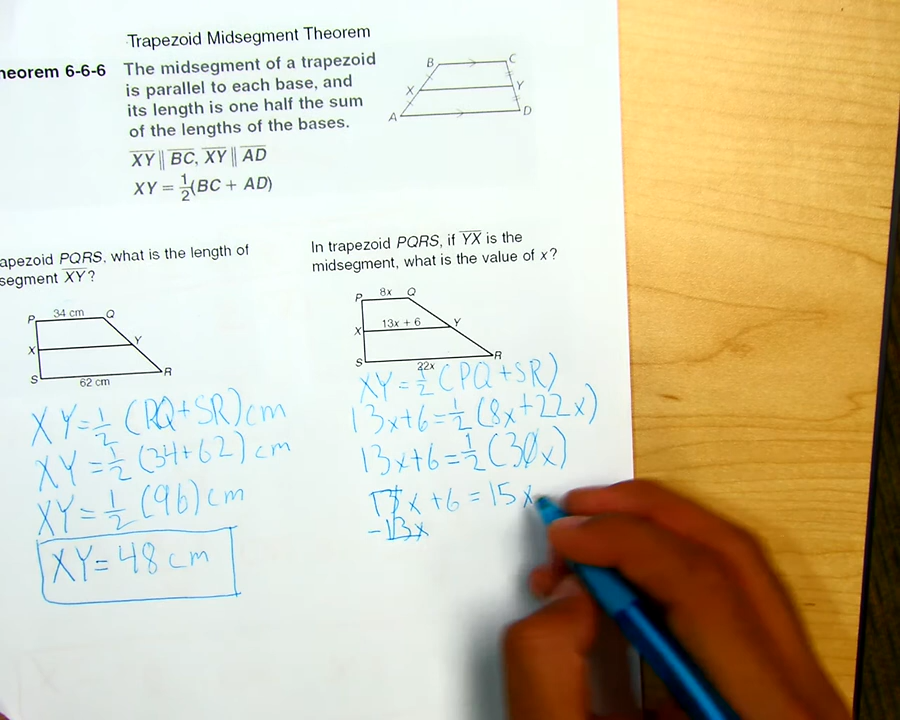 Trapezoid Midsegment Theorem
heorem 6-6-6
The midsegment of a trapezoid
is parallel to each base, and
its length is one half the sum
of the lengths of the bases.
XY || BC, XY || AD
XY = 1/2(BC + AD)
B C
X Y
A D
apezoid PQRS, what is the length of
segment XY?
34 cm
P Q
X Y
S R
62 cm
XY = 1/2 (PQ+SR) cm
XY = 1/2 (34+62) cm
XY = 1/2 (96) cm
XY = 48 cm
In trapezoid PQRS, if YX is the
midsegment, what is the value of x?
8x
P Q
13x + 6
X Y
S R
22x
XY = 1/2 (PQ+SR)
13x+6 = 1/2 (8x+22x)
13x+6 = 1/2 (30x)
13x +6 = 15x
-13x